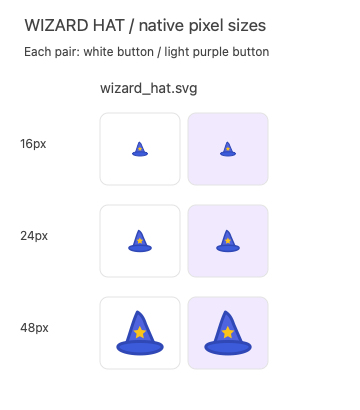 WIZARD HAT / native pixel sizes
Each pair: white button / light purple button
wizard_hat.svg
16px
24px
48px